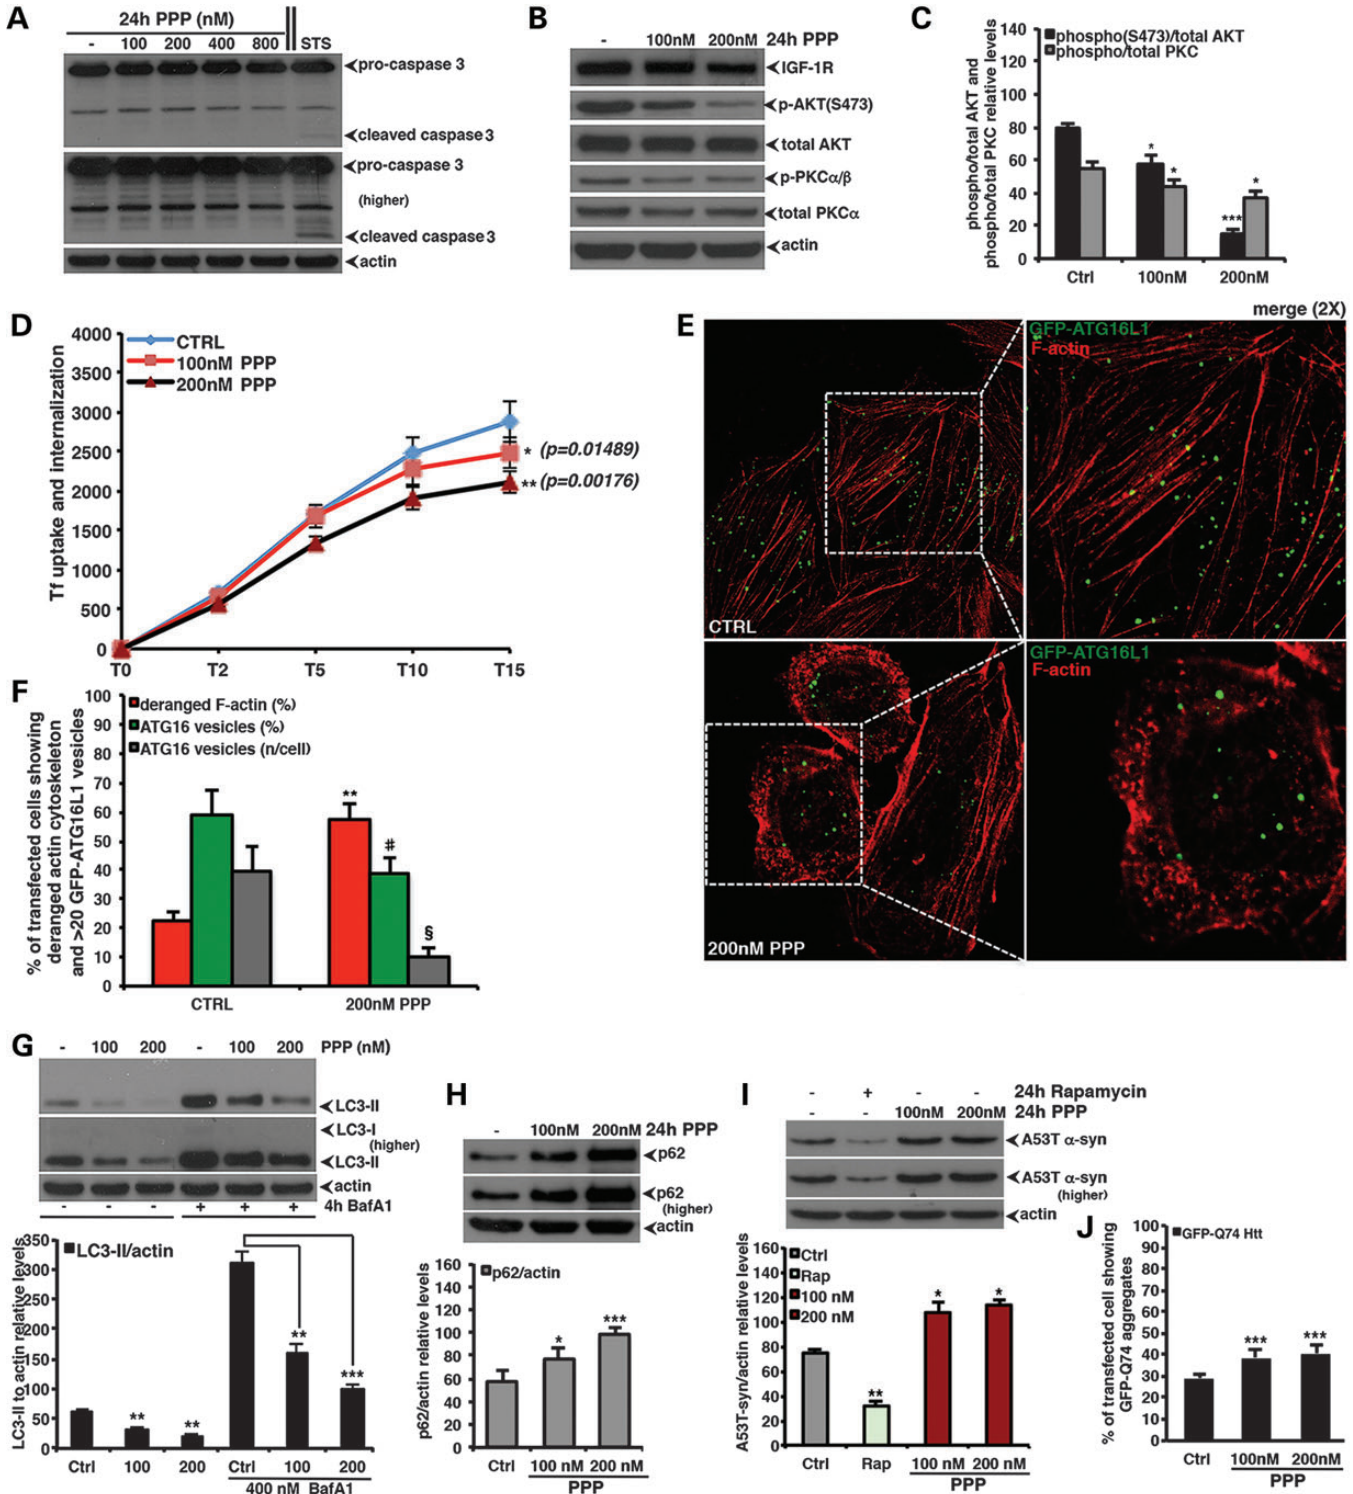 A
24h PPP (nM)
- 100 200 400 800 STS
pro-caspase 3
cleaved caspase3
pro-caspase 3
(higher)
cleaved caspase3
actin
B
- 100nM 200nM 24h PPP
IGF-1R
p-AKT(S473)
total AKT
p-PKCα/β
total PKCα
actin
C
phospho/total AKT and
phospho/total PKC relative levels
140
120
100
80
60
40
20
0
phospho(S473)/total AKT
phospho/total PKC
*
*
***
*
Ctrl 100nM 200nM
D
Tf uptake and internalization
4000
3500
3000
2500
2000
1500
1000
500
0
CTRL
100nM PPP
200nM PPP
* (p=0.01489)
** (p=0.00176)
T0 T2 T5 T10 T15
E
merge (2X)
GFP-ATG16L1
F-actin
CTRL
GFP-ATG16L1
F-actin
200nM PPP
F
% of transfected cells showing
deranged actin cytoskeleton
and >20 GFP-ATG16L1 vesicles
100
90
80
70
60
50
40
30
20
10
0
deranged F-actin (%)
ATG16 vesicles (%)
ATG16 vesicles (n/cell)
**
#
§
CTRL 200nM PPP
G
- 100 200 - 100 200 PPP (nM)
LC3-II
LC3-I
(higher)
LC3-II
actin
- - - + + + 4h BafA1
LC3-II to actin relative levels
350
300
250
200
150
100
50
0
LC3-II/actin
**
**
**
***
Ctrl 100 200 Ctrl 100 200
400 nM BafA1
H
- 100nM 200nM 24h PPP
p62
p62
(higher)
actin
p62/actin relative levels
160
140
120
100
80
60
40
20
0
p62/actin
*
***
Ctrl 100 nM 200 nM
PPP
I
- + - - 24h Rapamycin
- - 100nM 200nM 24h PPP
A53T α-syn
A53T α-syn
(higher)
actin
A53T-syn/actin relative levels
160
140
120
100
80
60
40
20
0
Ctrl
Rap
100 nM
200 nM
**
*
*
Ctrl Rap 100 nM 200 nM
PPP
J
% of transfected cell showing
GFP-Q74 aggregates
100
90
80
70
60
50
40
30
20
10
0
GFP-Q74 Htt
***
***
Ctrl 100nM 200nM
PPP